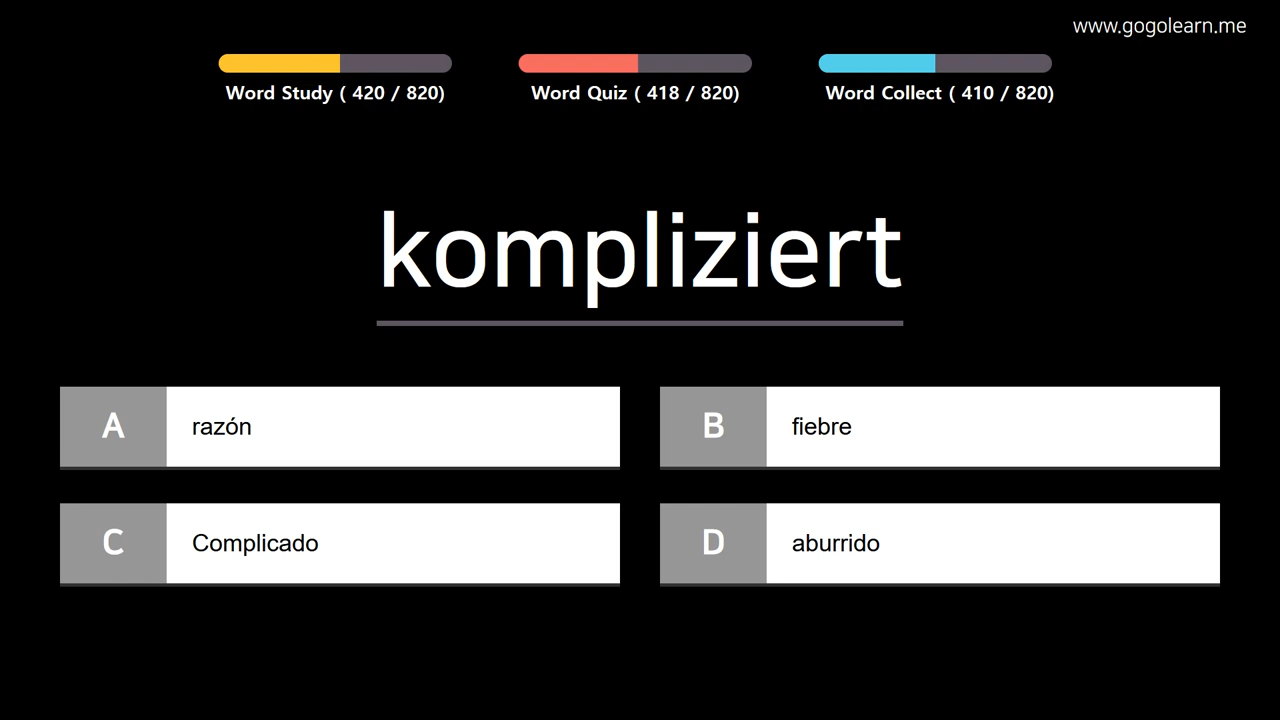 www.gogolearn.me
Word Study ( 420 / 820)
Word Quiz ( 418 / 820)
Word Collect ( 410 / 820)
kompliziert
A razón
B fiebre
C Complicado
D aburrido